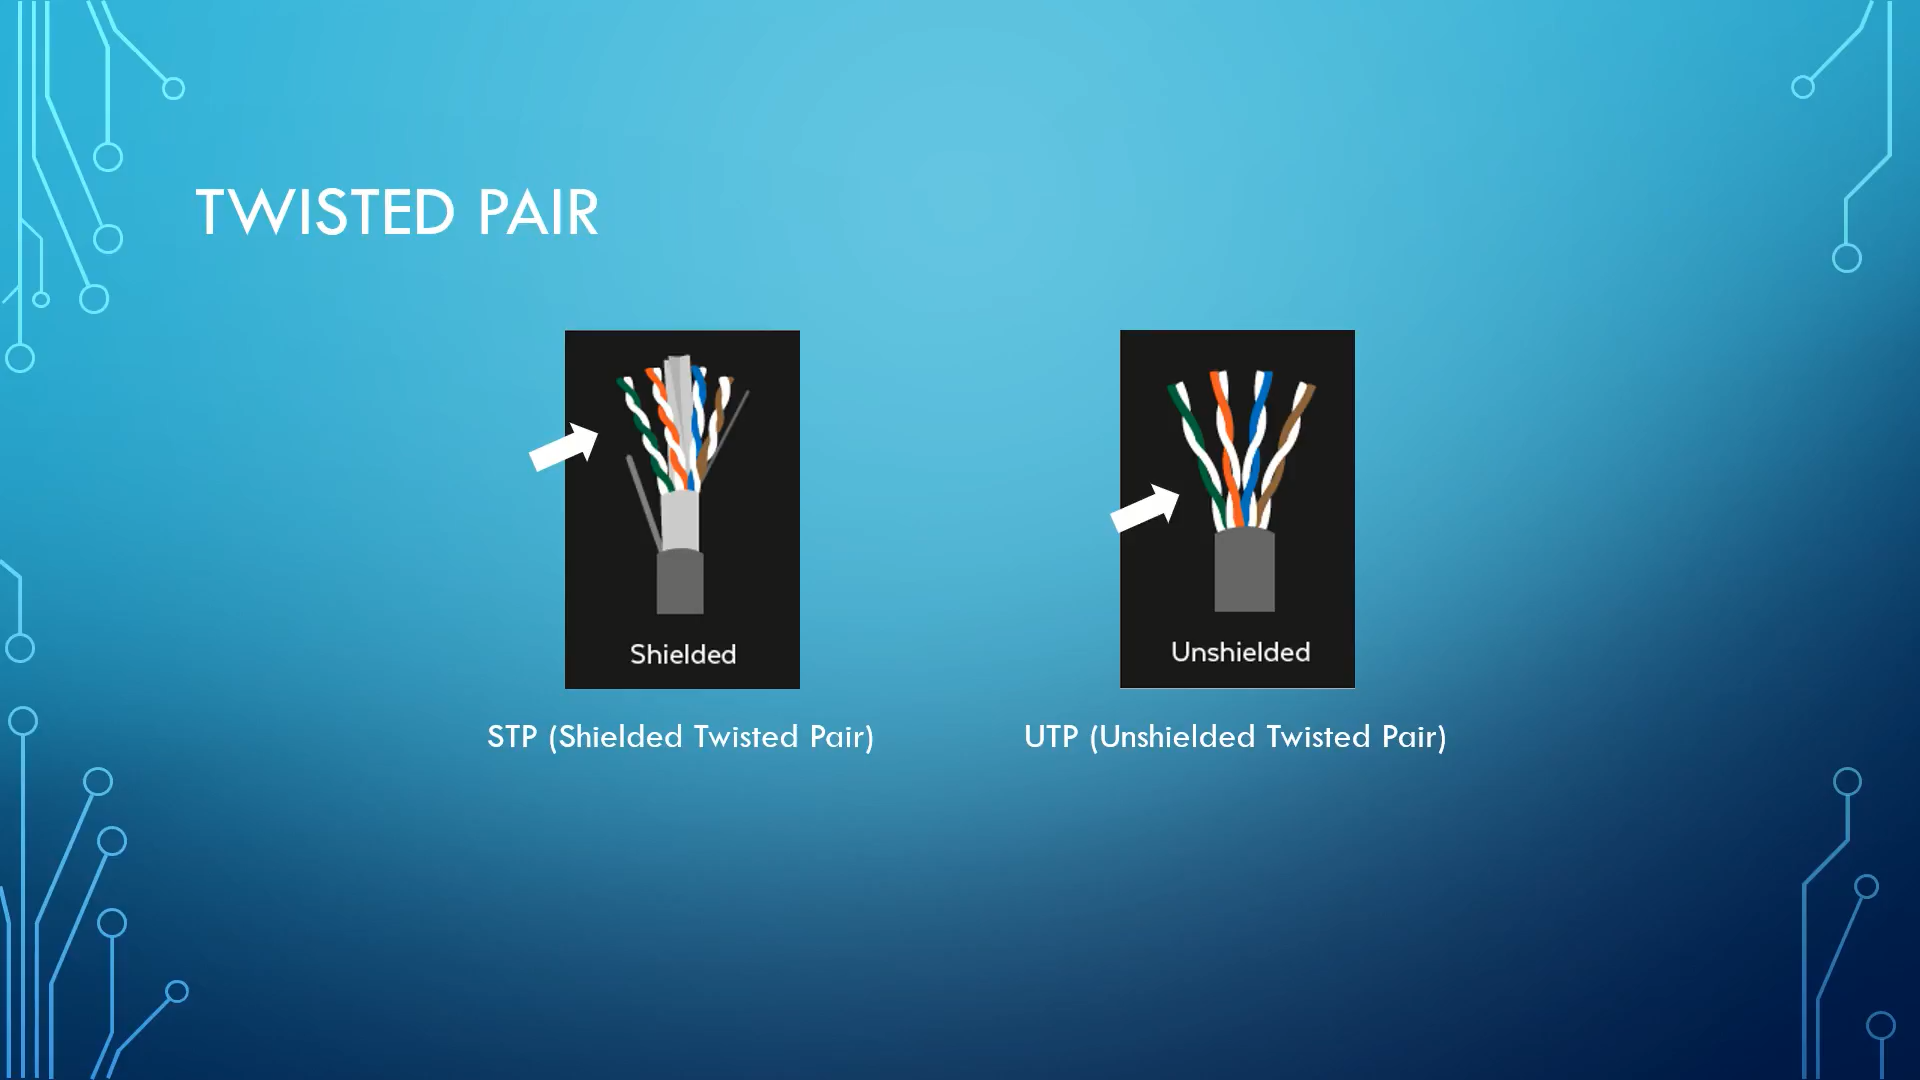 TWISTED PAIR
Shielded
Unshielded
STP (Shielded Twisted Pair)
UTP (Unshielded Twisted Pair)